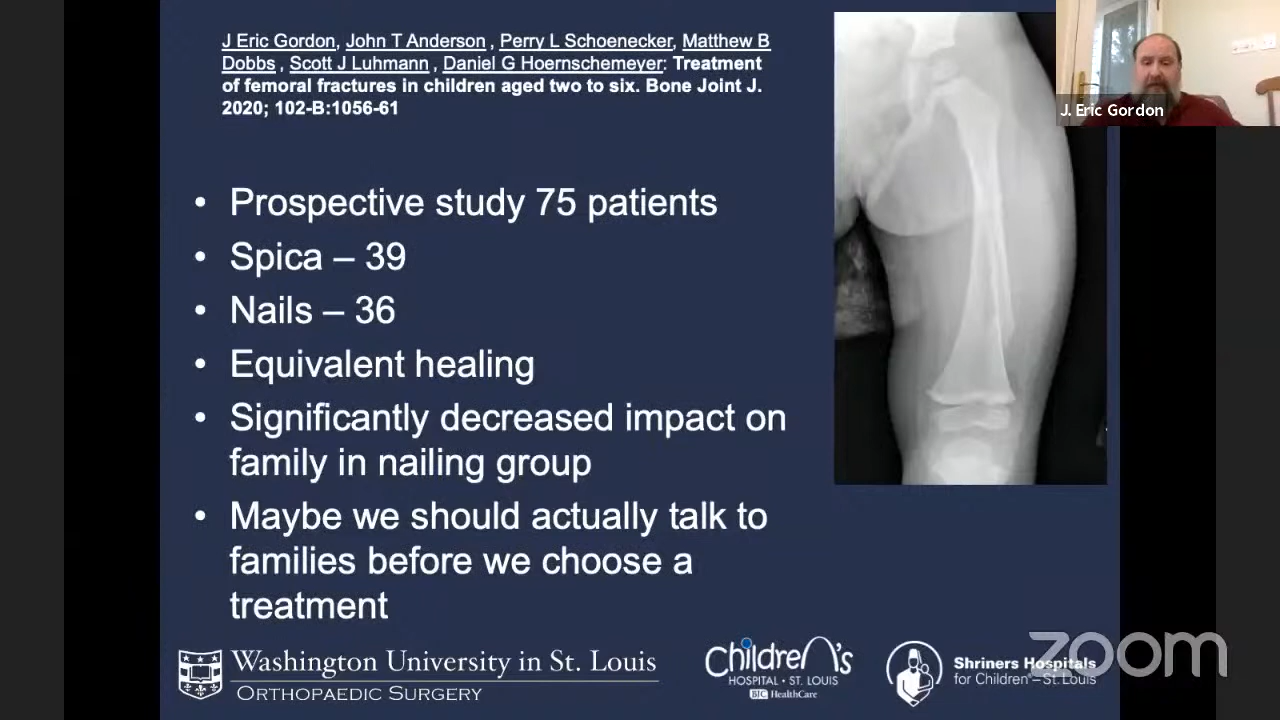 J Eric Gordon, John T Anderson , Perry L Schoenecker, Matthew B
Dobbs , Scott J Luhmann , Daniel G Hoernschemeyer: Treatment
of femoral fractures in children aged two to six. Bone Joint J.
2020; 102-B:1056-61
J. Eric Gordon
• Prospective study 75 patients
• Spica – 39
• Nails – 36
• Equivalent healing
• Significantly decreased impact on
family in nailing group
• Maybe we should actually talk to
families before we choose a
treatment
Washington University in St. Louis
ORTHOPAEDIC SURGERY
ChildreN's
HOSPITAL • ST. LOUIS
BJC HealthCare
Shriners Hospitals
for Children – St. Louis
zoom